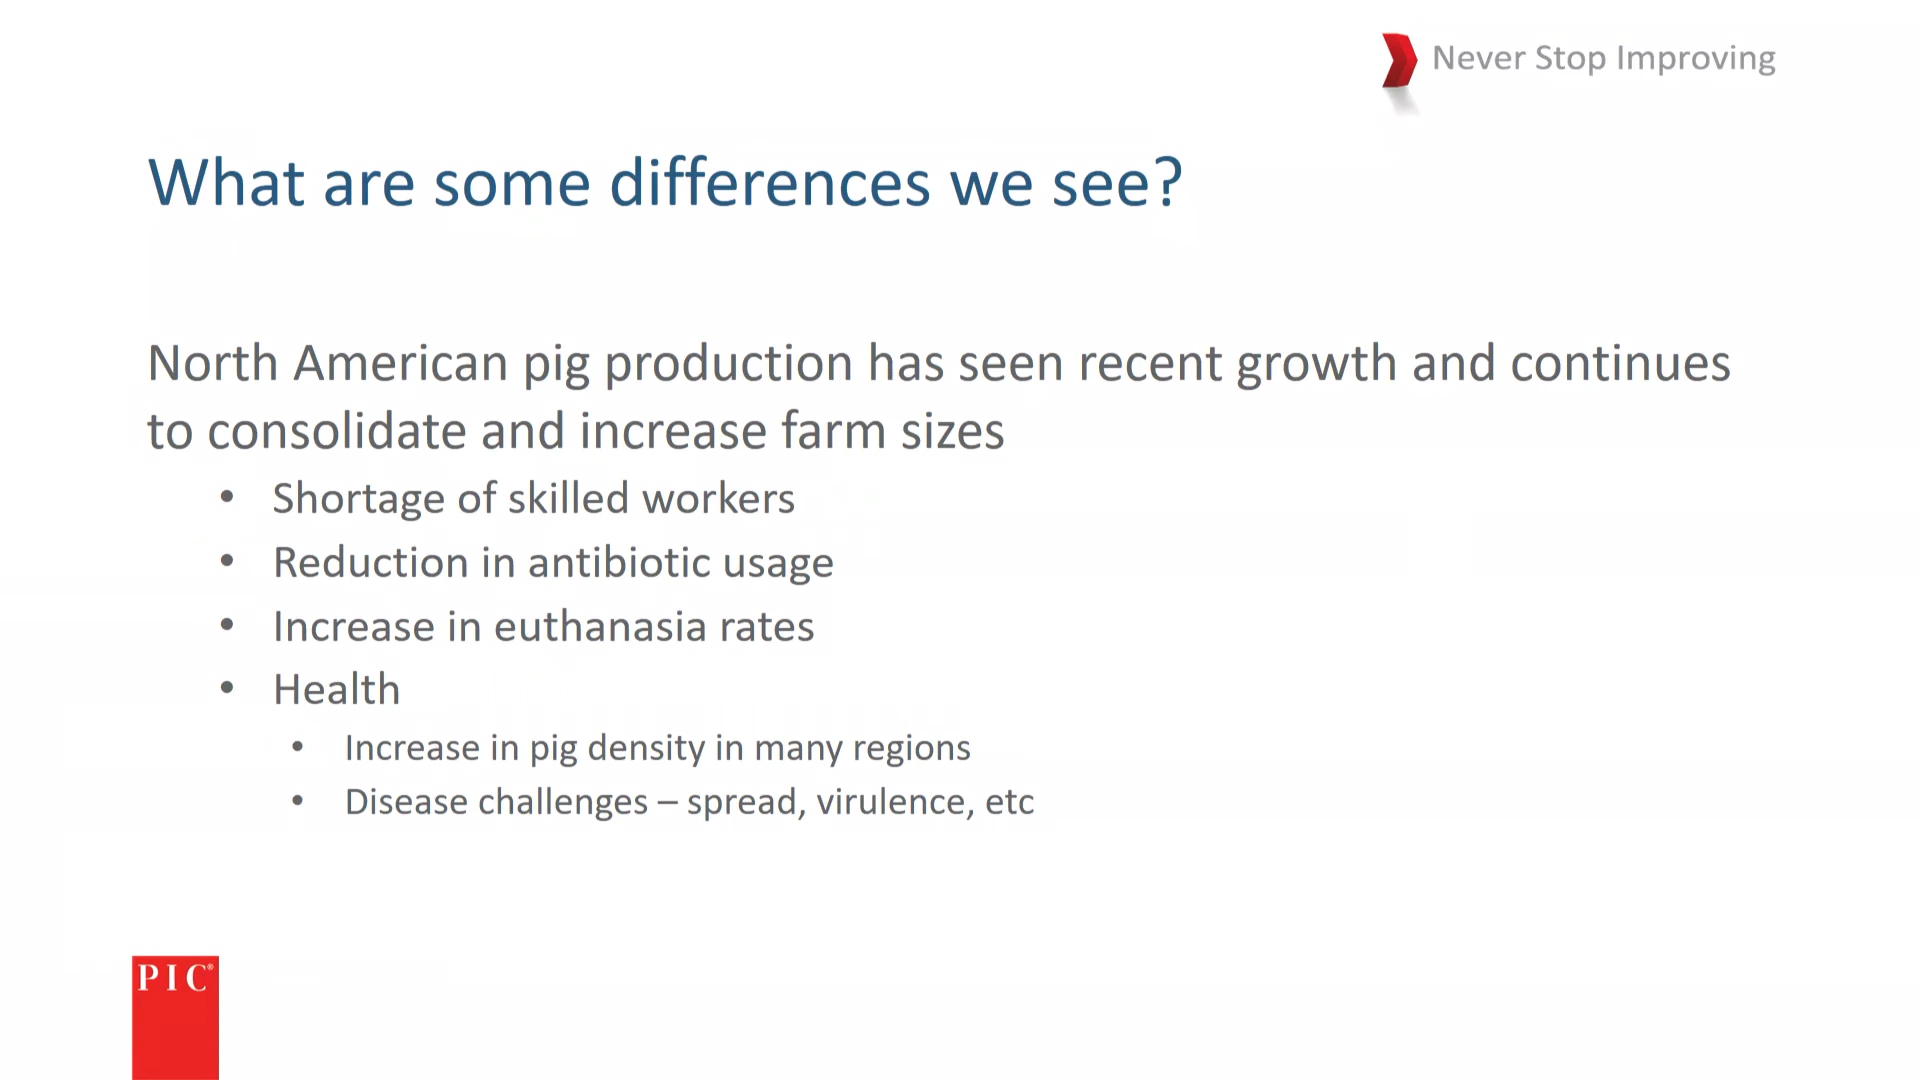 Never Stop Improving
What are some differences we see?
North American pig production has seen recent growth and continues
to consolidate and increase farm sizes
• Shortage of skilled workers
• Reduction in antibiotic usage
• Increase in euthanasia rates
• Health
• Increase in pig density in many regions
• Disease challenges – spread, virulence, etc
PIC®